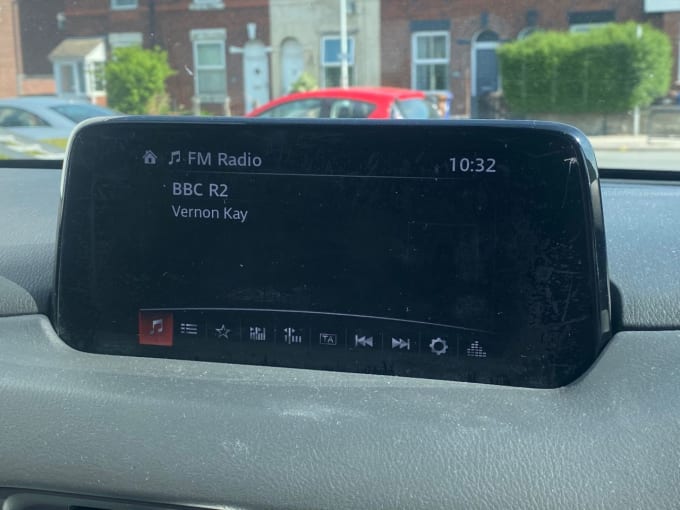 FM Radio
10:32
BBC R2
Vernon Kay
TA